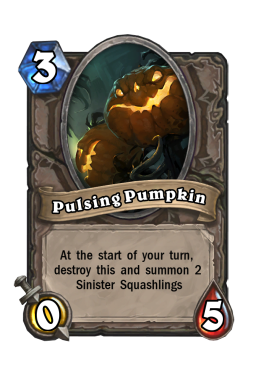 3
Pulsing Pumpkin
At the start of your turn,
destroy this and summon 2
Sinister Squashlings
0
5